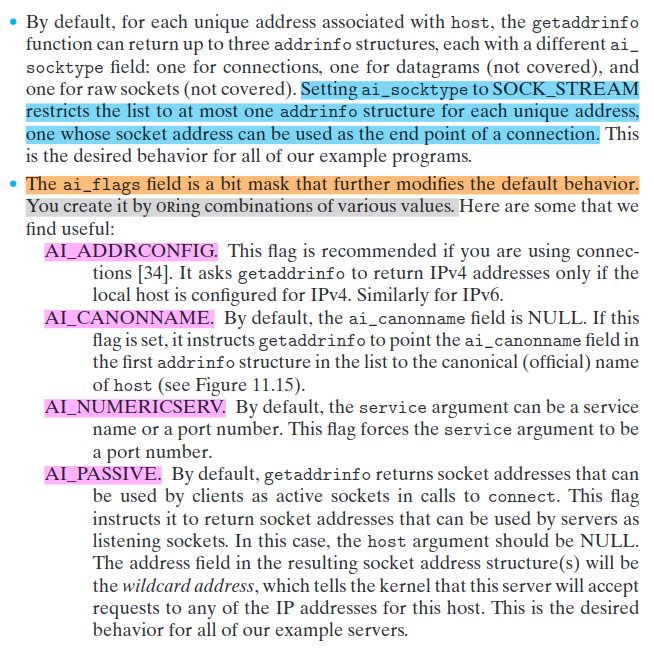 • By default, for each unique address associated with host, the getaddrinfo
function can return up to three addrinfo structures, each with a different ai_
socktype field: one for connections, one for datagrams (not covered), and
one for raw sockets (not covered). Setting ai_socktype to SOCK_STREAM
restricts the list to at most one addrinfo structure for each unique address,
one whose socket address can be used as the end point of a connection. This
is the desired behavior for all of our example programs.
• The ai_flags field is a bit mask that further modifies the default behavior.
You create it by oring combinations of various values. Here are some that we
find useful:
AI_ADDRCONFIG. This flag is recommended if you are using connec-
tions [34]. It asks getaddrinfo to return IPv4 addresses only if the
local host is configured for IPv4. Similarly for IPv6.
AI_CANONNAME. By default, the ai_canonname field is NULL. If this
flag is set, it instructs getaddrinfo to point the ai_canonname field in
the first addrinfo structure in the list to the canonical (official) name
of host (see Figure 11.15).
AI_NUMERICSERV. By default, the service argument can be a service
name or a port number. This flag forces the service argument to be
a port number.
AI_PASSIVE. By default, getaddrinfo returns socket addresses that can
be used by clients as active sockets in calls to connect. This flag
instructs it to return socket addresses that can be used by servers as
listening sockets. In this case, the host argument should be NULL.
The address field in the resulting socket address structure(s) will be
the wildcard address, which tells the kernel that this server will accept
requests to any of the IP addresses for this host. This is the desired
behavior for all of our example servers.